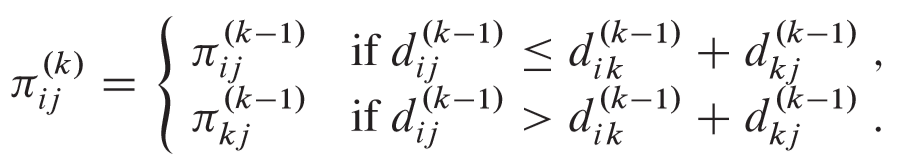 π_{ij}^{(k)} = { π_{ij}^{(k−1)} if d_{ij}^{(k−1)} ≤ d_{ik}^{(k−1)} + d_{kj}^{(k−1)} ,
π_{kj}^{(k−1)} if d_{ij}^{(k−1)} > d_{ik}^{(k−1)} + d_{kj}^{(k−1)} .